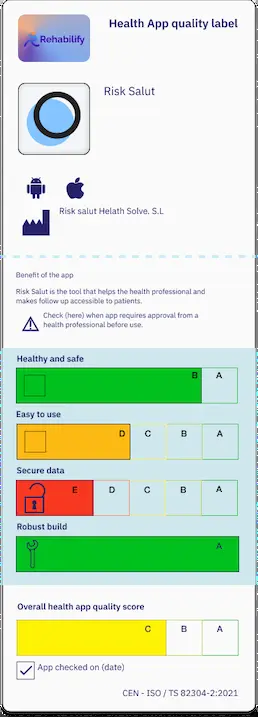 Rehabilify
Health App quality label
Risk Salut
Risk salut Helath Solve. S.L
Benefit of the app
Risk Salut is the tool that helps the health professional and
makes follow up accessible to patients.
Check (here) when app requires approval from a
health professional before use.
Healthy and safe
B A
Easy to use
D C B A
Secure data
E D C B A
Robust build
A
Overall health app quality score
C B A
App checked on (date)
CEN - ISO / TS 82304-2:2021